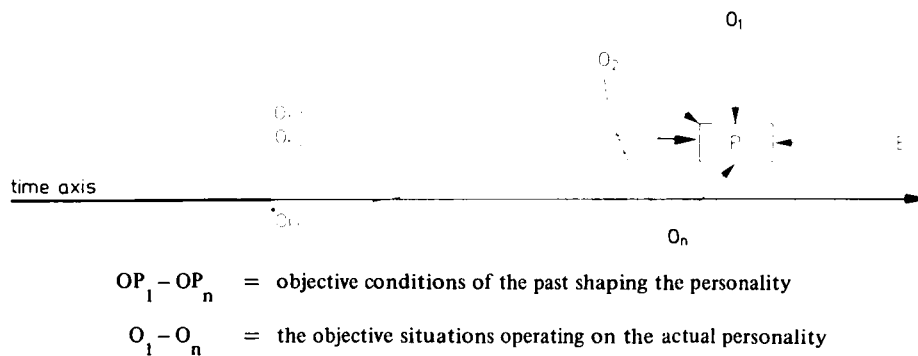 O₁
O₂
P
time axis
Oₙ
OP₁ – OPₙ = objective conditions of the past shaping the personality
O₁ – Oₙ = the objective situations operating on the actual personality